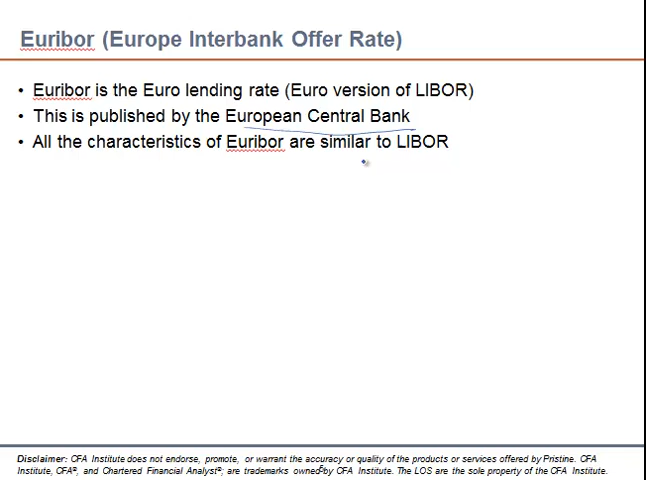 Euribor (Europe Interbank Offer Rate)
• Euribor is the Euro lending rate (Euro version of LIBOR)
• This is published by the European Central Bank
• All the characteristics of Euribor are similar to LIBOR
Disclaimer: CFA Institute does not endorse, promote, or warrant the accuracy or quality of the products or services offered by Pristine. CFA
Institute, CFA®, and Chartered Financial Analyst®; are trademarks owned by CFA Institute. The LOS are the sole property of the CFA Institute.